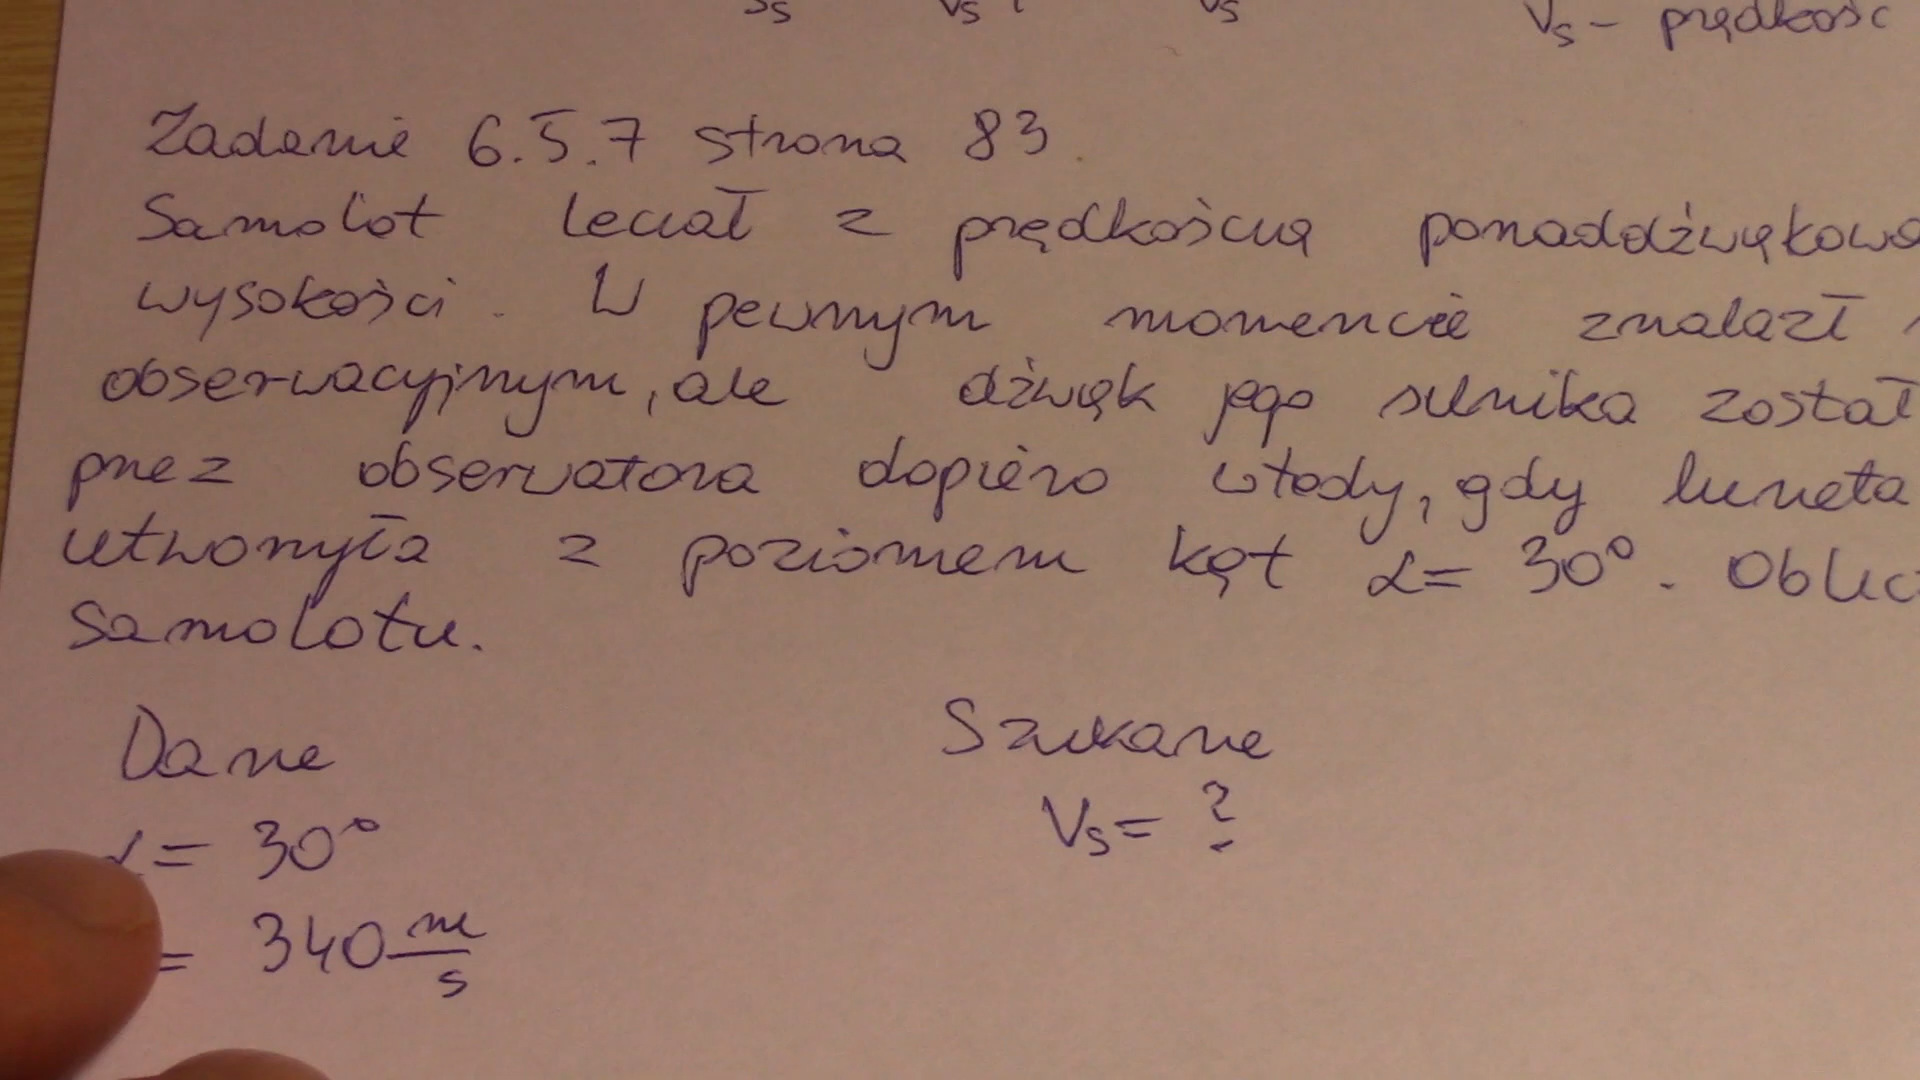 Vs - prędkość
Zadanie 6.5.7 strona 83.
Samolot leciał z prędkością ponaddźwiękow
wysokości. W pewnym momencie znalazł
obserwacyjnym, ale dźwięk jego silnika został
przez obserwatora dopiero wtedy, gdy luneta
utworzyła z poziomem kąt α = 30°. Oblic
samolotu.
Dane Szukane
α = 30° Vs = ?
= 340 m/s